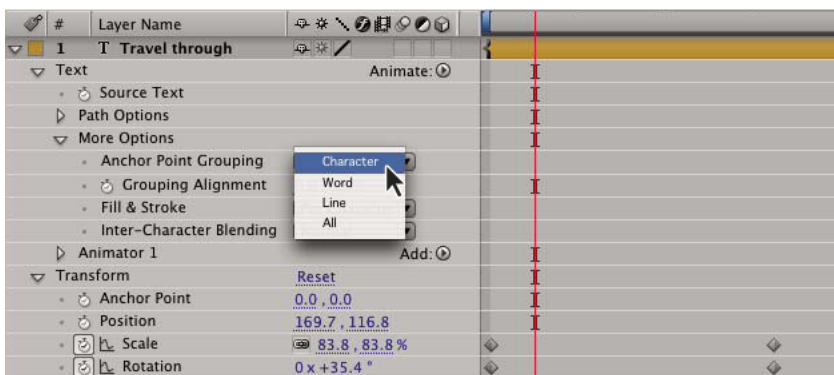 # Layer Name
1 T Travel through
Text Animate:
Source Text
Path Options
More Options
Anchor Point Grouping Character
Word
Grouping Alignment
Line
Fill & Stroke
All
Inter-Character Blending
Animator 1 Add:
Transform Reset
Anchor Point 0.0 , 0.0
Position 169.7 , 116.8
Scale 83.8 , 83.8 %
Rotation 0 x +35.4 °